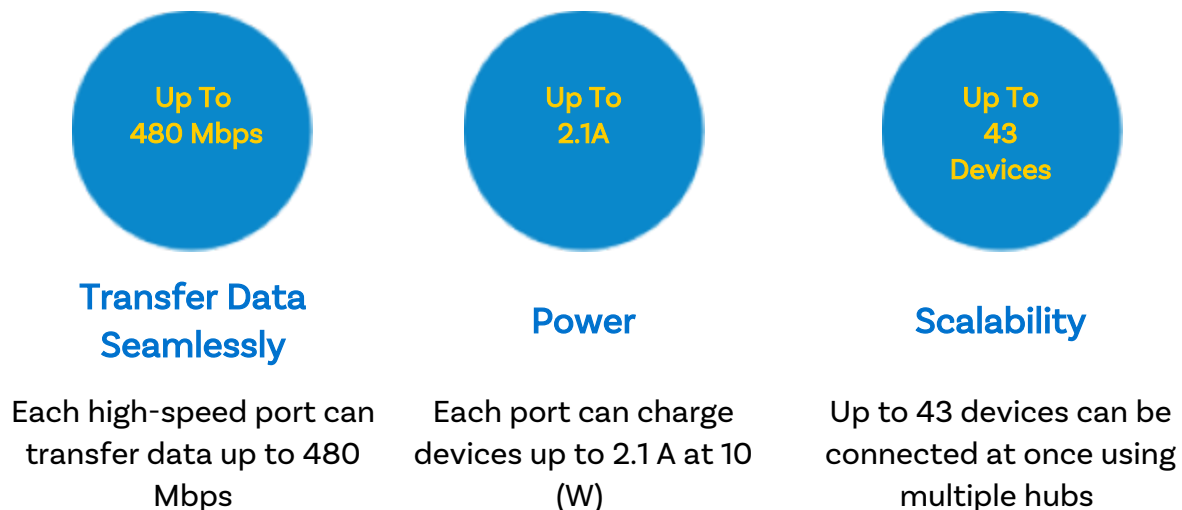 Up To
480 Mbps
Transfer Data
Seamlessly
Each high-speed port can
transfer data up to 480
Mbps
Up To
2.1A
Power
Each port can charge
devices up to 2.1 A at 10
(W)
Up To
43
Devices
Scalability
Up to 43 devices can be
connected at once using
multiple hubs